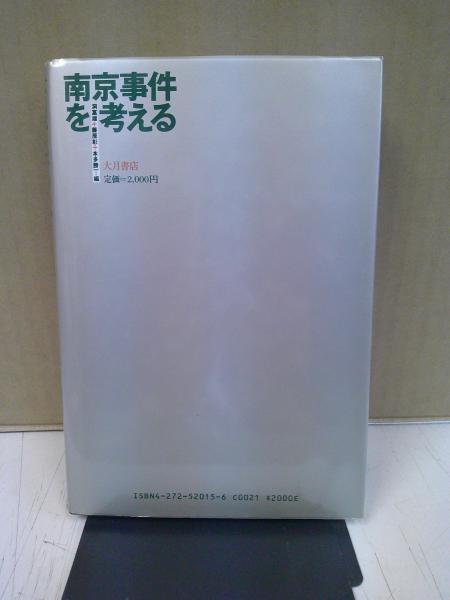 南京事件
を考える
洞富雄+藤原彰+本多勝一=編
大月書店
定価=2,000円
ISBN4-272-52015-6 C0021 ¥2000E